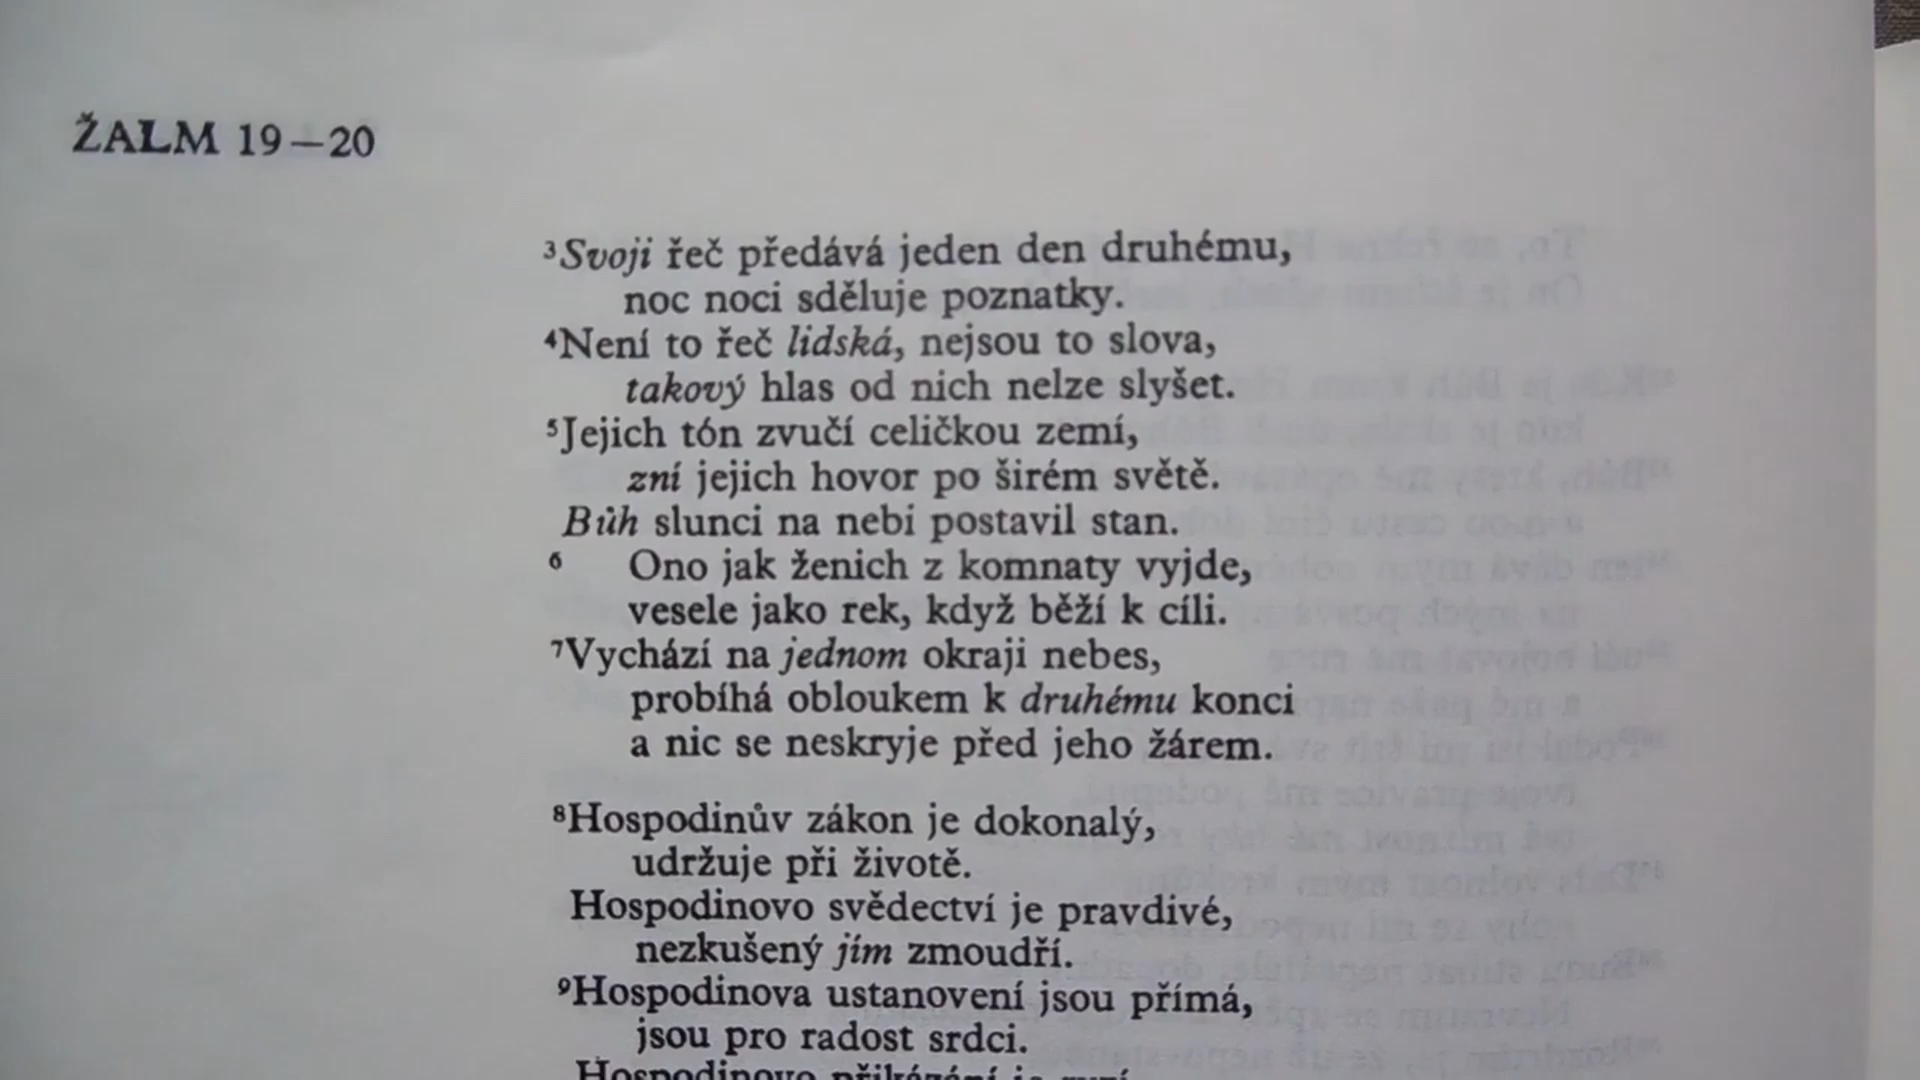 ŽALM 19—20
³Svoji řeč předává jeden den druhému,
noc noci sděluje poznatky.
⁴Není to řeč lidská, nejsou to slova,
takový hlas od nich nelze slyšet.
⁵Jejich tón zvučí celičkou zemí,
zní jejich hovor po širém světě.
Bůh slunci na nebi postavil stan.
⁶ Ono jak ženich z komnaty vyjde,
vesele jako rek, když běží k cíli.
⁷Vychází na jednom okraji nebes,
probíhá obloukem k druhému konci
a nic se neskryje před jeho žárem.
⁸Hospodinův zákon je dokonalý,
udržuje při životě.
Hospodinovo svědectví je pravdivé,
nezkušený jím zmoudří.
⁹Hospodinova ustanovení jsou přímá,
jsou pro radost srdci.
Hospodinovo přikázání je